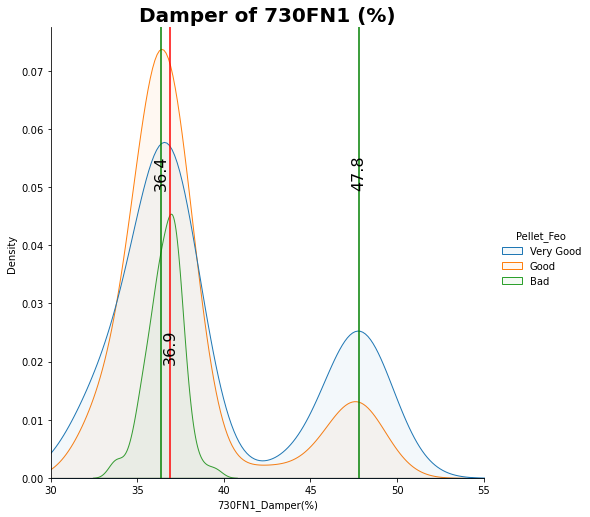 Damper of 730FN1 (%)
0.07
0.06
0.05
0.04
0.03
0.02
0.01
0.00
Density
36.4
36.9
47.8
30
35
40
45
50
55
730FN1_Damper(%)
Pellet_Feo
Very Good
Good
Bad